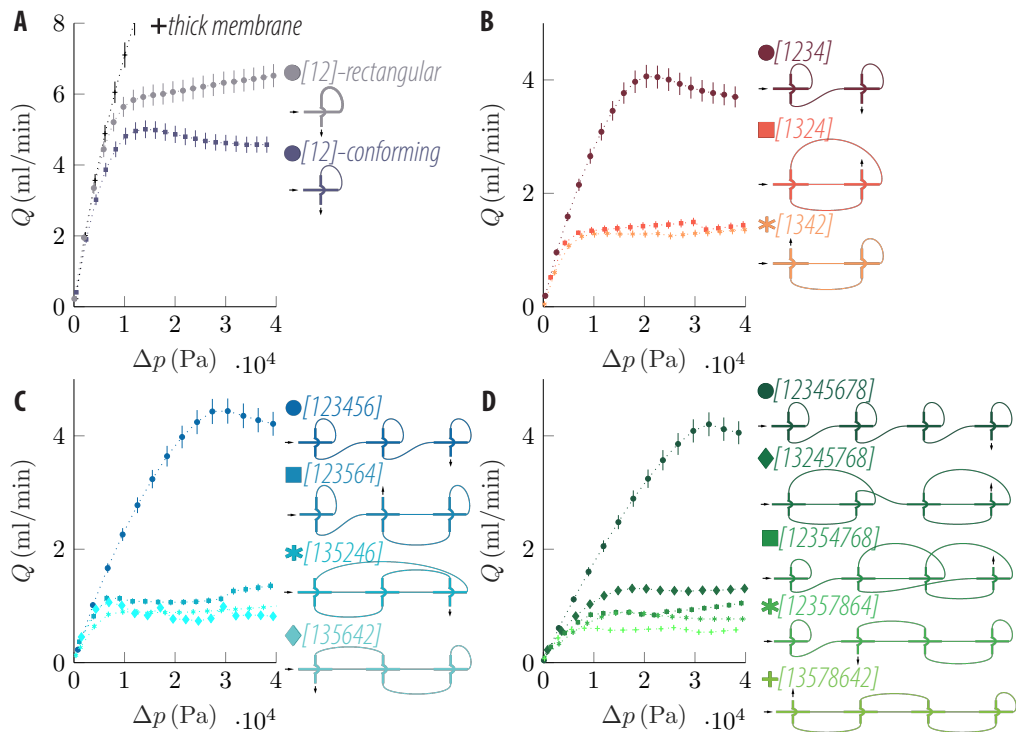 A
8
6
4
2
0
Q (ml/min)
0 1 2 3 4
Δp (Pa) ·10⁴
+thick membrane
[12]-rectangular
[12]-conforming
B
4
2
0
Q (ml/min)
0 1 2 3 4
Δp (Pa) ·10⁴
[1234]
[1324]
[1342]
C
4
2
0
Q (ml/min)
0 1 2 3 4
Δp (Pa) ·10⁴
[123456]
[123564]
[135246]
[135642]
D
4
2
0
Q (ml/min)
0 1 2 3 4
Δp (Pa) ·10⁴
[12345678]
[13245768]
[12354768]
[12357864]
[13578642]